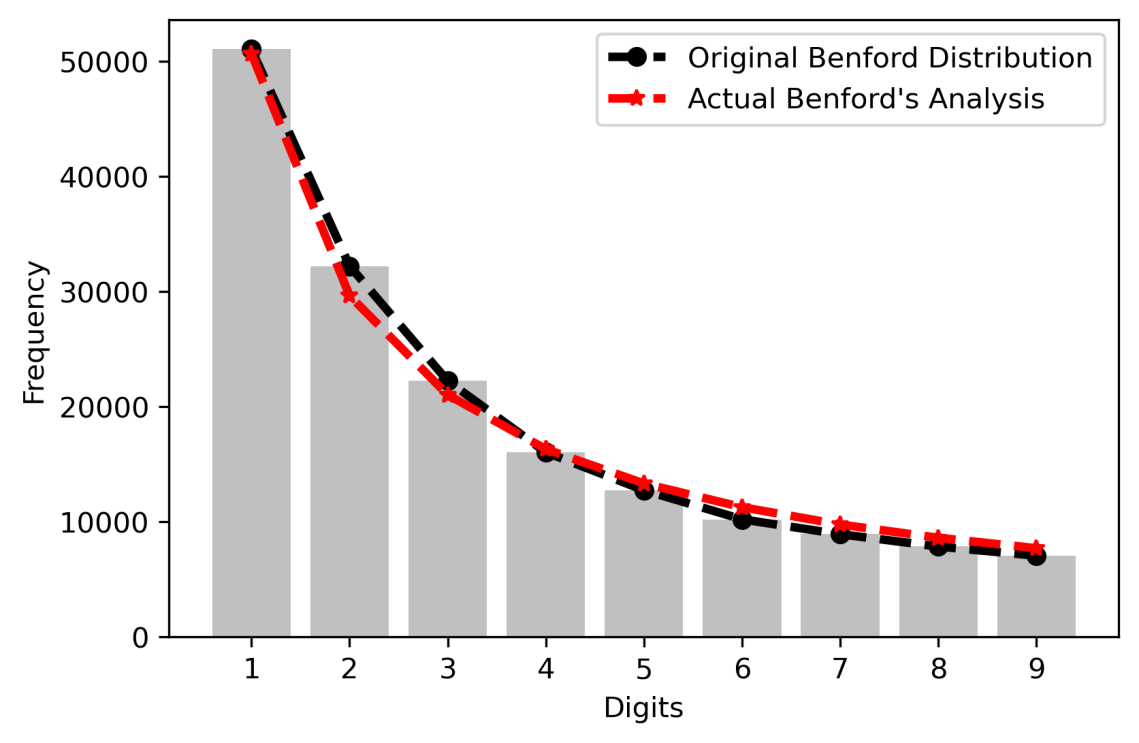 50000
40000
30000
20000
10000
0
Frequency
Original Benford Distribution
Actual Benford's Analysis
1 2 3 4 5 6 7 8 9
Digits